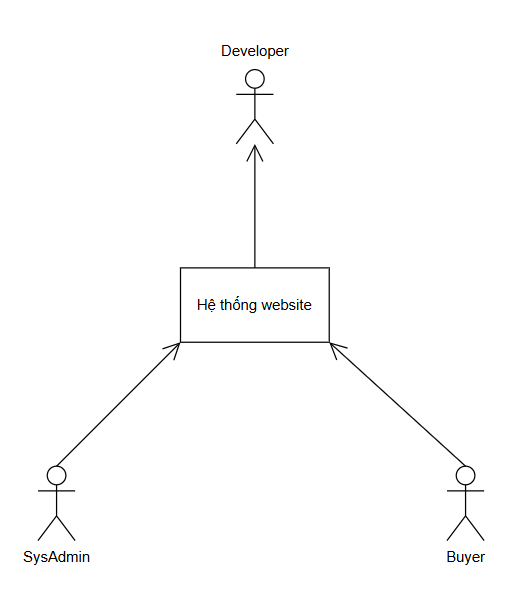 Developer
Hệ thống website
SysAdmin
Buyer